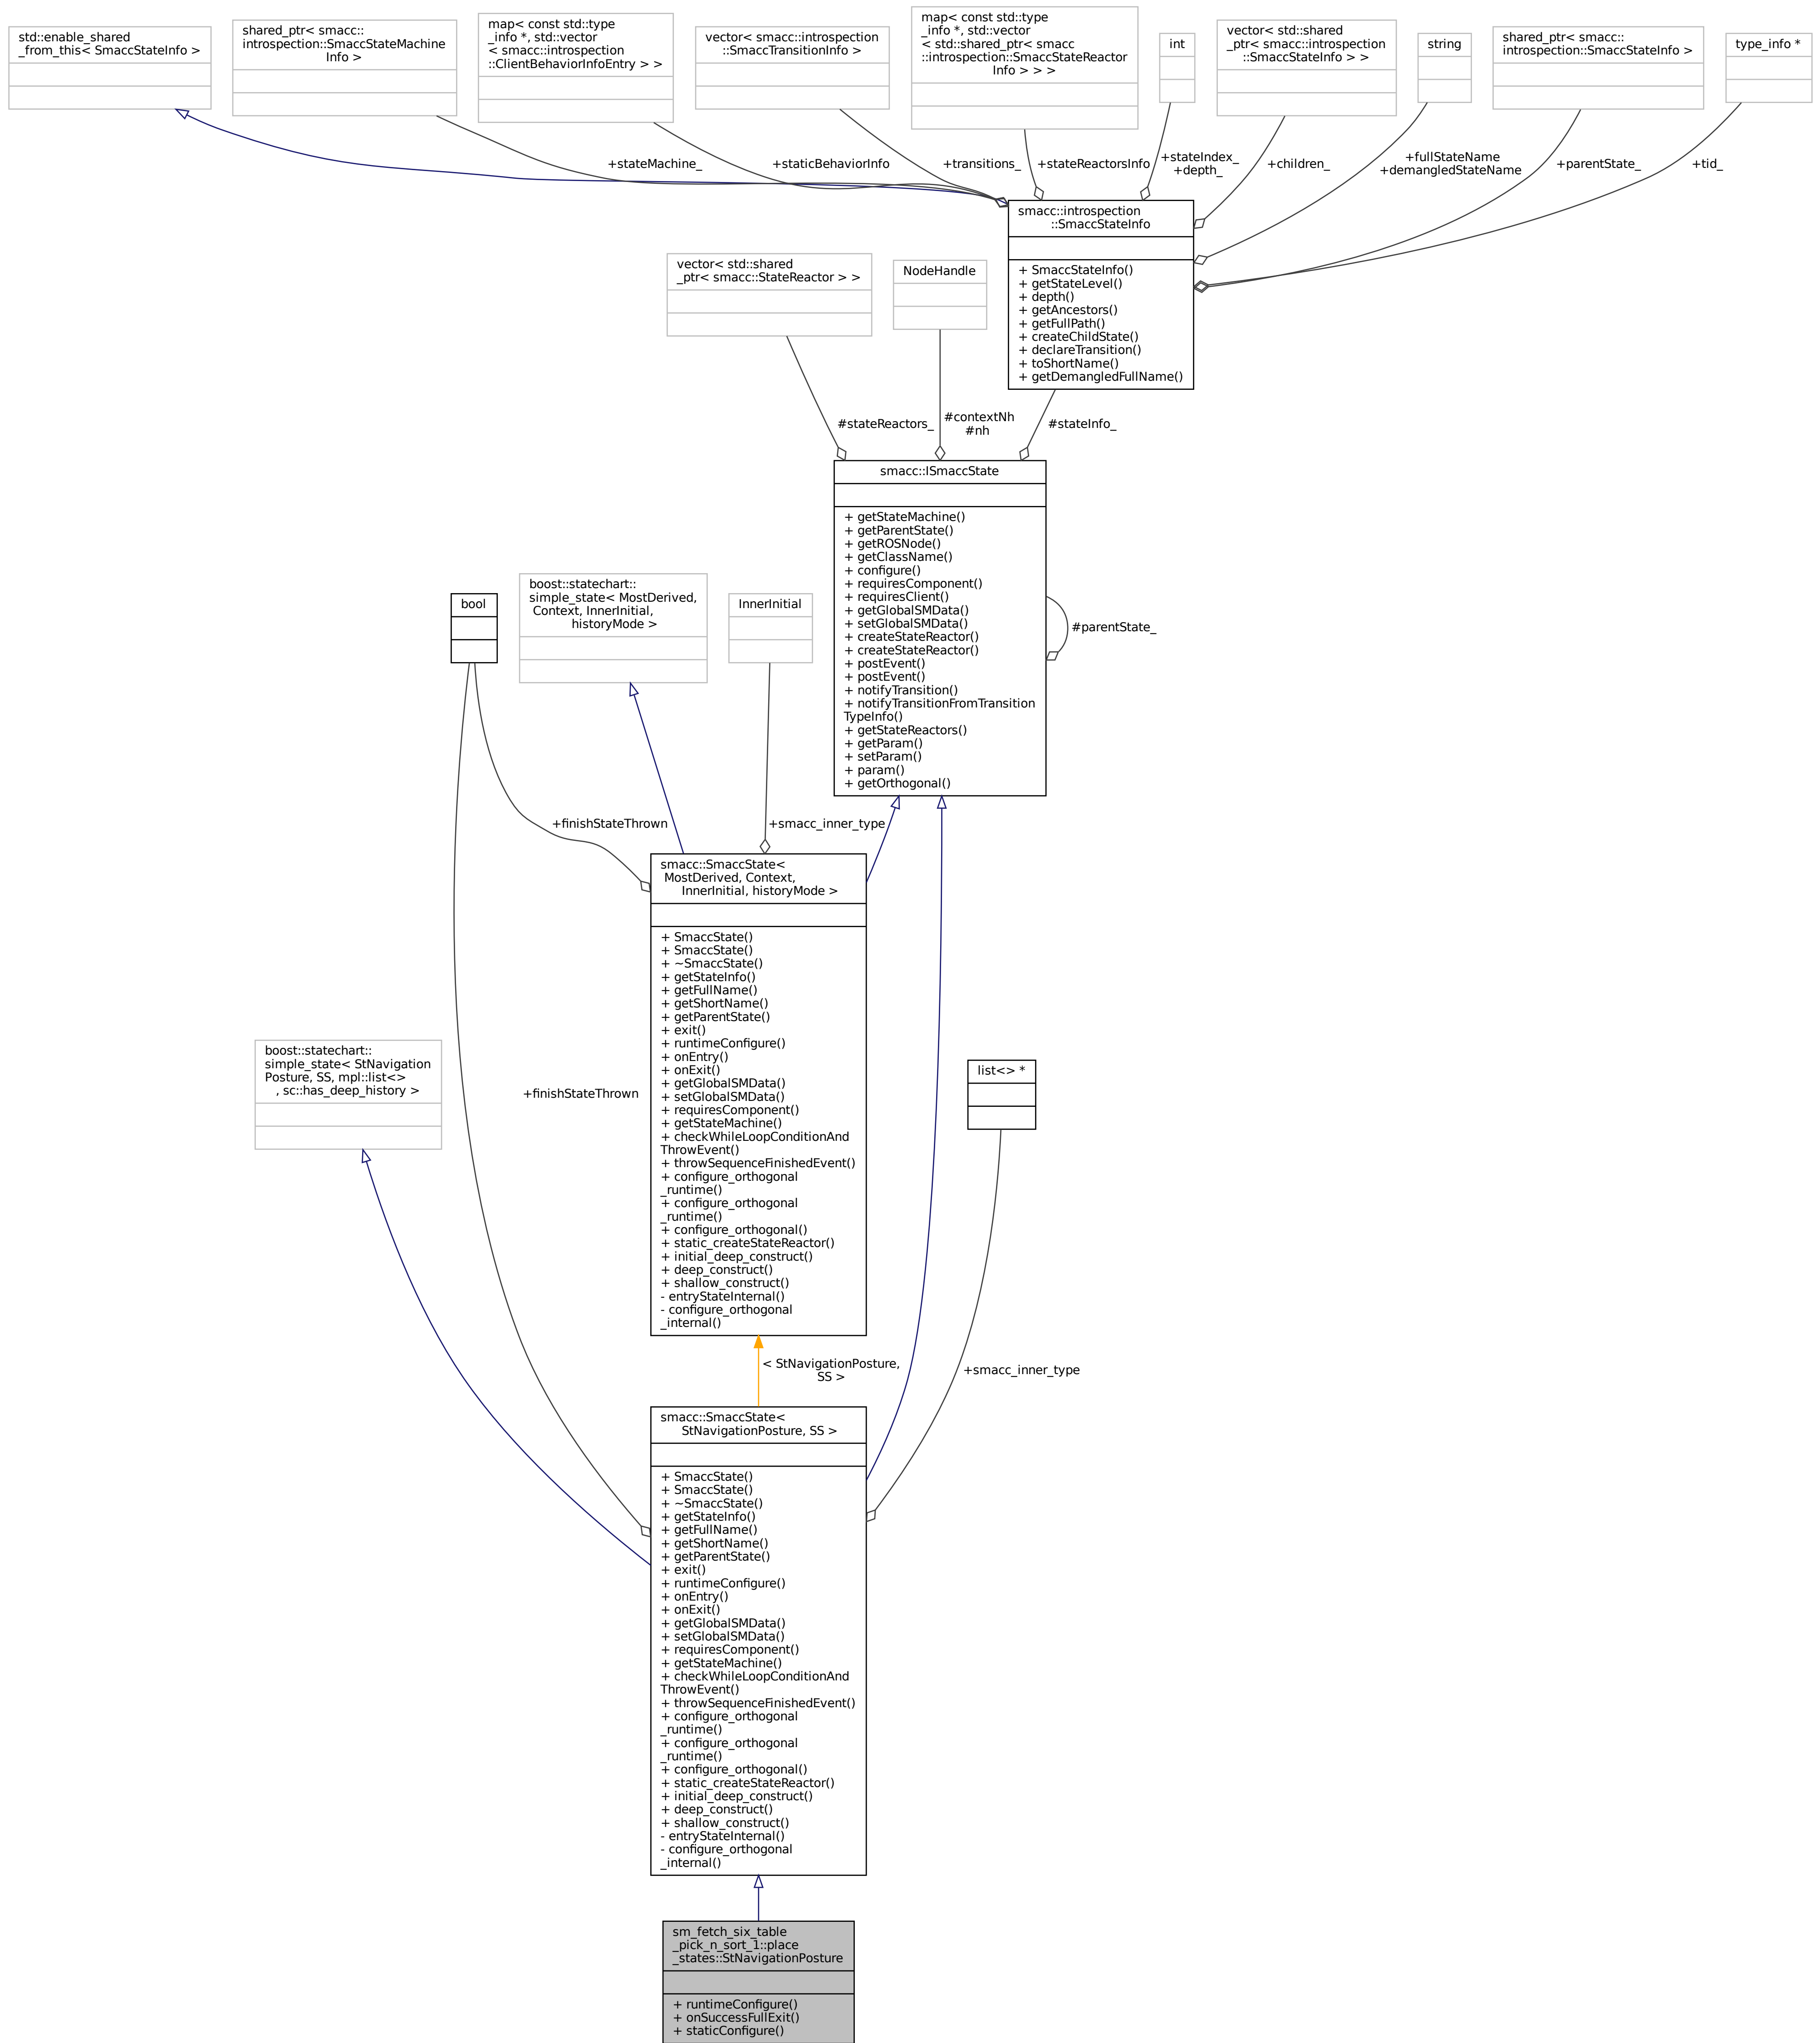 std::enable_shared
_from_this< SmaccStateInfo >
shared_ptr< smacc::
introspection::SmaccStateMachine
Info >
map< const std::type
_info *, std::vector
< smacc::introspection
::ClientBehaviorInfoEntry > >
vector< smacc::introspection
::SmaccTransitionInfo >
map< const std::type
_info *, std::vector
< std::shared_ptr< smacc
::introspection::SmaccStateReactor
Info > > >
int
vector< std::shared
_ptr< smacc::introspection
::SmaccStateInfo > >
string
shared_ptr< smacc::
introspection::SmaccStateInfo >
type_info *
+stateMachine_
+staticBehaviorInfo
+transitions_
+stateReactorsInfo
+stateIndex_
+depth_
+children_
+fullStateName
+demangledStateName
+parentState_
+tid_
smacc::introspection
::SmaccStateInfo
+ SmaccStateInfo()
+ getStateLevel()
+ depth()
+ getAncestors()
+ getFullPath()
+ createChildState()
+ declareTransition()
+ toShortName()
+ getDemangledFullName()
vector< std::shared
_ptr< smacc::StateReactor > >
NodeHandle
#stateReactors_
#contextNh
#nh
#stateInfo_
smacc::ISmaccState
+ getStateMachine()
+ getParentState()
+ getROSNode()
+ getClassName()
+ configure()
+ requiresComponent()
+ requiresClient()
+ getGlobalSMData()
+ setGlobalSMData()
+ createStateReactor()
+ createStateReactor()
+ postEvent()
+ postEvent()
+ notifyTransition()
+ notifyTransitionFromTransition
TypeInfo()
+ getStateReactors()
+ getParam()
+ setParam()
+ param()
+ getOrthogonal()
#parentState_
bool
boost::statechart::
simple_state< MostDerived,
Context, InnerInitial,
historyMode >
InnerInitial
+finishStateThrown
+smacc_inner_type
smacc::SmaccState<
MostDerived, Context,
InnerInitial, historyMode >
+ SmaccState()
+ SmaccState()
+ ~SmaccState()
+ getStateInfo()
+ getFullName()
+ getShortName()
+ getParentState()
+ exit()
+ runtimeConfigure()
+ onEntry()
+ onExit()
+ getGlobalSMData()
+ setGlobalSMData()
+ requiresComponent()
+ getStateMachine()
+ checkWhileLoopConditionAnd
ThrowEvent()
+ throwSequenceFinishedEvent()
+ configure_orthogonal
_runtime()
+ configure_orthogonal
_runtime()
+ configure_orthogonal()
+ static_createStateReactor()
+ initial_deep_construct()
+ deep_construct()
+ shallow_construct()
- entryStateInternal()
- configure_orthogonal
_internal()
boost::statechart::
simple_state< StNavigation
Posture, SS, mpl::list<>
, sc::has_deep_history >
+finishStateThrown
list<> *
< StNavigationPosture,
SS >
+smacc_inner_type
smacc::SmaccState<
StNavigationPosture, SS >
+ SmaccState()
+ SmaccState()
+ ~SmaccState()
+ getStateInfo()
+ getFullName()
+ getShortName()
+ getParentState()
+ exit()
+ runtimeConfigure()
+ onEntry()
+ onExit()
+ getGlobalSMData()
+ setGlobalSMData()
+ requiresComponent()
+ getStateMachine()
+ checkWhileLoopConditionAnd
ThrowEvent()
+ throwSequenceFinishedEvent()
+ configure_orthogonal
_runtime()
+ configure_orthogonal
_runtime()
+ configure_orthogonal()
+ static_createStateReactor()
+ initial_deep_construct()
+ deep_construct()
+ shallow_construct()
- entryStateInternal()
- configure_orthogonal
_internal()
sm_fetch_six_table
_pick_n_sort_1::place
_states::StNavigationPosture
+ runtimeConfigure()
+ onSuccessFullExit()
+ staticConfigure()